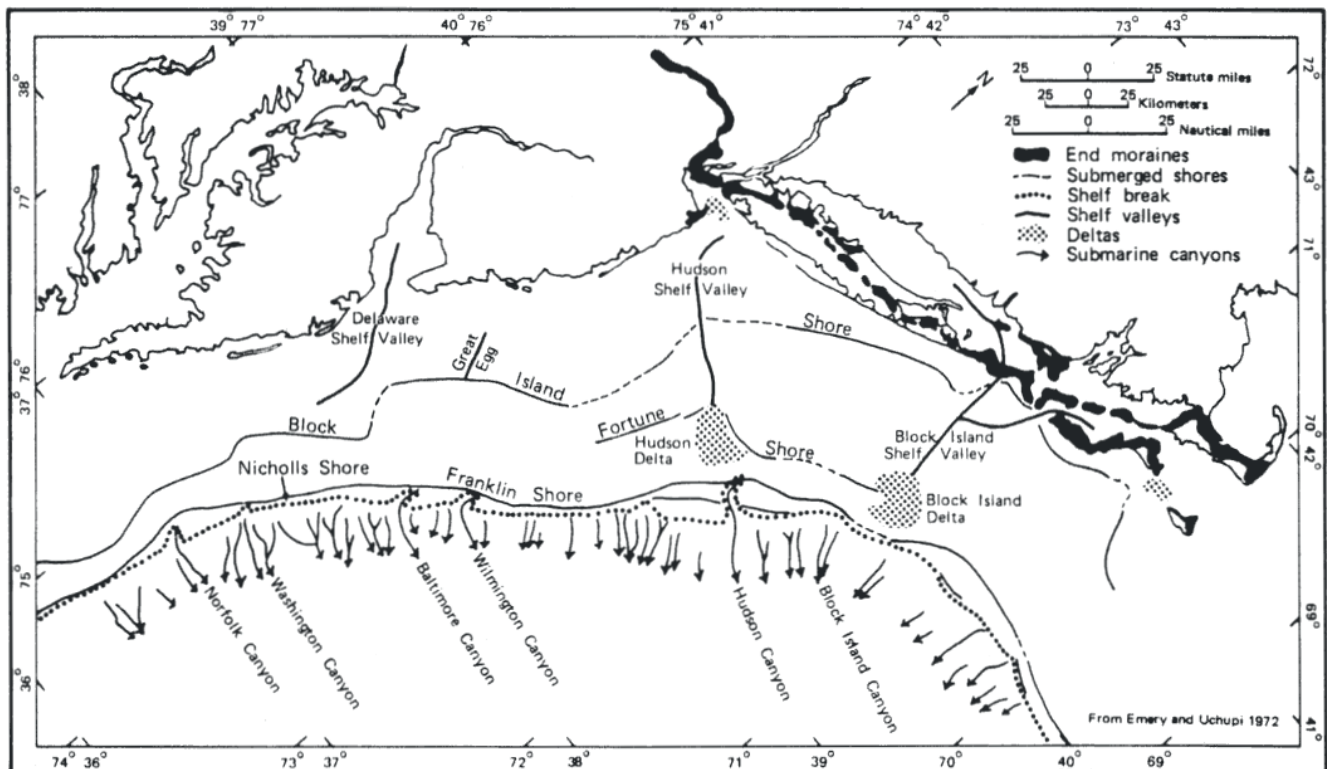 39° 77°
40° 76°
75° 41°
74° 42°
73° 43°
38°
77°
76°
37°
75°
36°
72°
43°
71°
70°
42°
69°
41°
N
25 0 25
Statute miles
25 0 25
Kilometers
25 0 25
Nautical miles
End moraines
Submerged shores
Shelf break
Shelf valleys
Deltas
Submarine canyons
Hudson
Shelf Valley
Delaware
Shelf Valley
Great
Egg
Shore
Island
Block
Fortune
Hudson
Delta
Shore
Block Island
Shelf Valley
Nicholls Shore
Franklin Shore
Block Island
Delta
Norfolk Canyon
Washington Canyon
Baltimore Canyon
Wilmington Canyon
Hudson Canyon
Block Island Canyon
From Emery and Uchupi 1972
74° 36°
73° 37°
72° 38°
71° 39°
70° 40° 69°